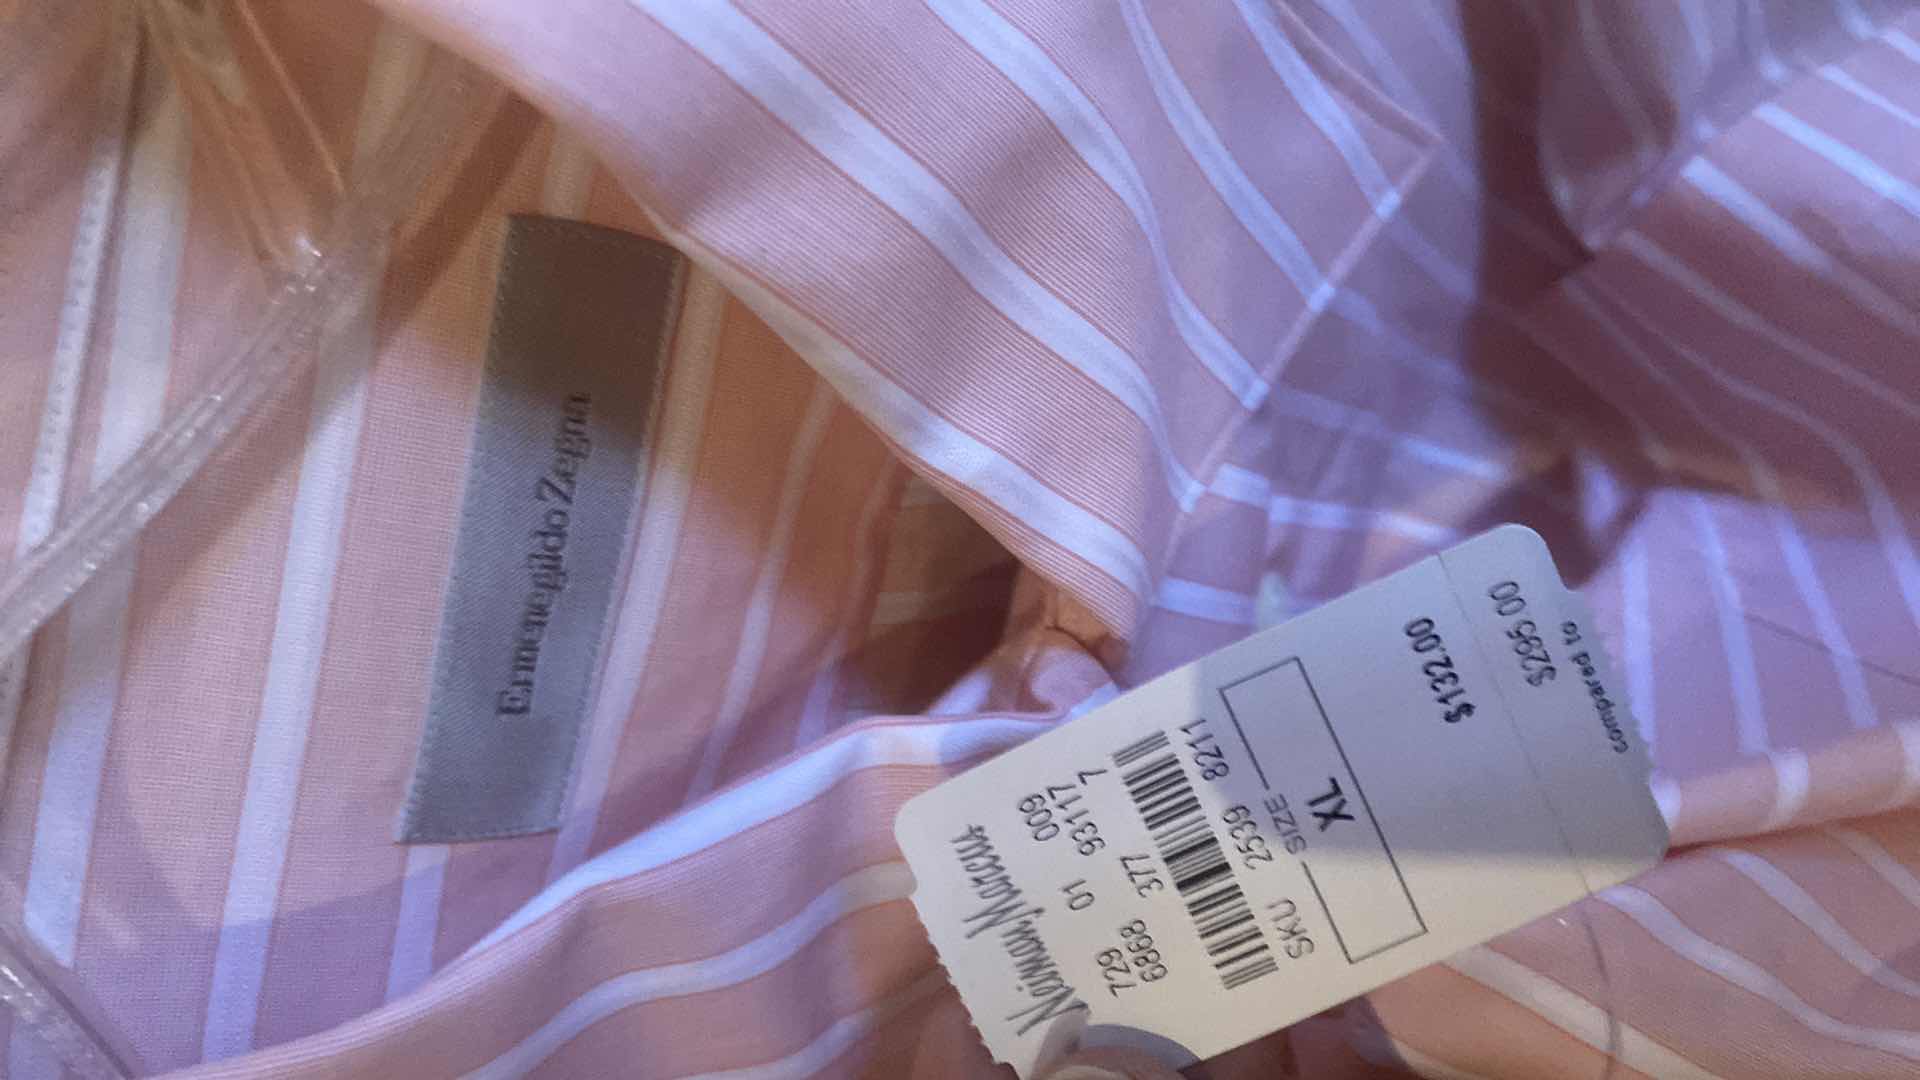 Ermenegildo Zegna
Neiman Marcus
729 01 009
6868 377 93117
7
SKU 2539 8211
SIZE
XL
$132.00
$295.00
compared to